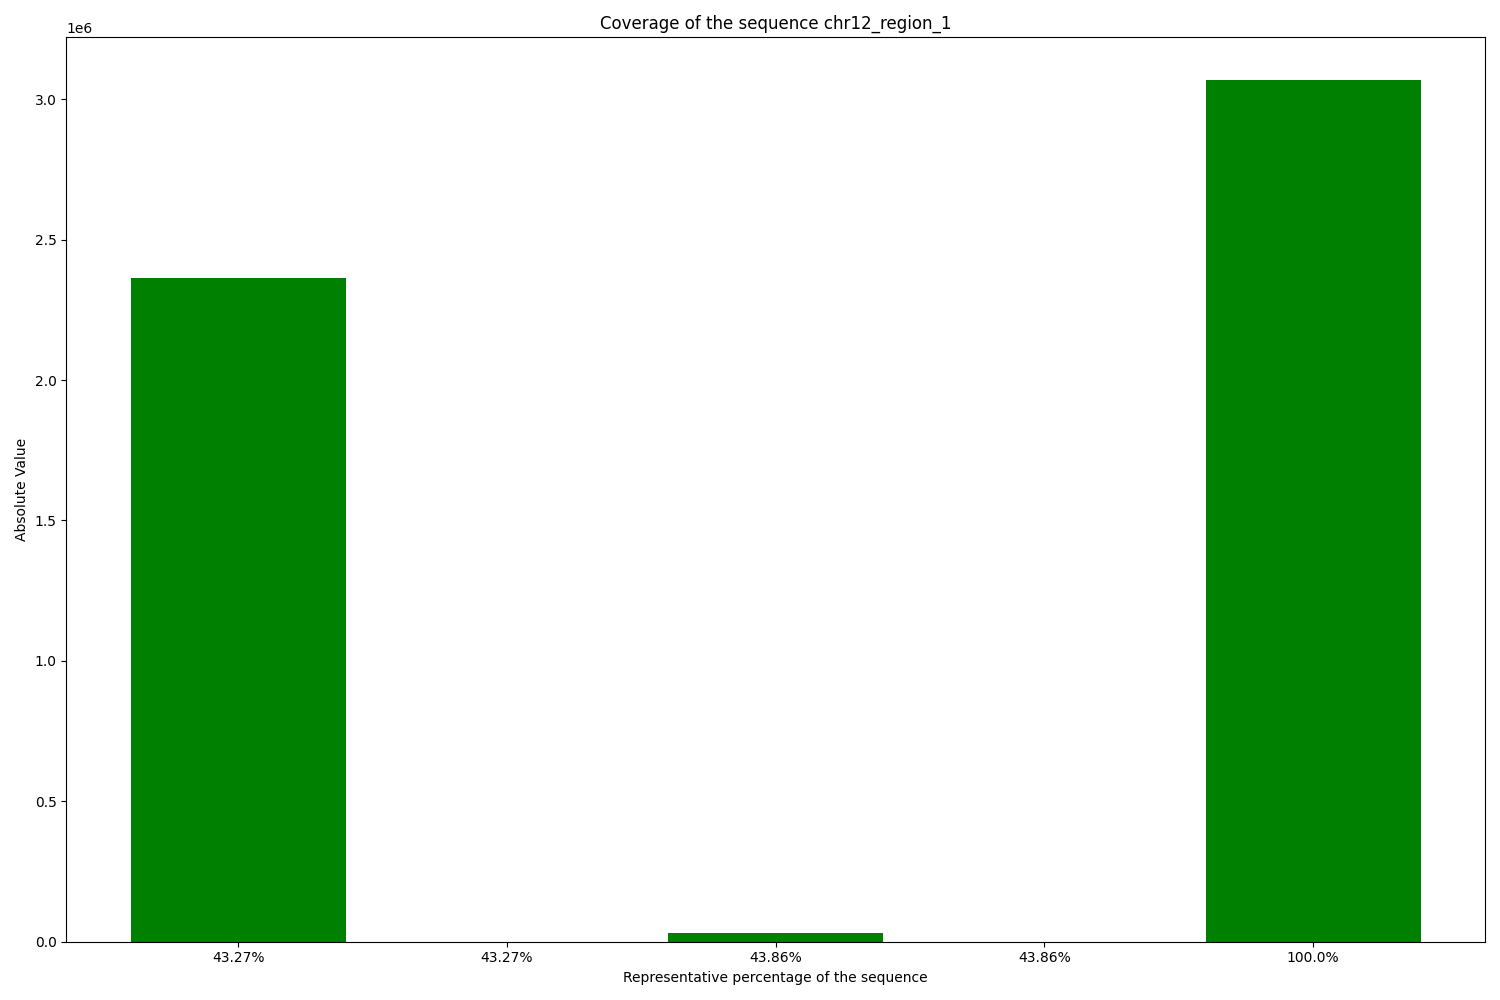 Coverage of the sequence chr12_region_1
1e6
3.0
2.5
2.0
1.5
1.0
0.5
0.0
Absolute Value
43.27% 43.27% 43.86% 43.86% 100.0%
Representative percentage of the sequence